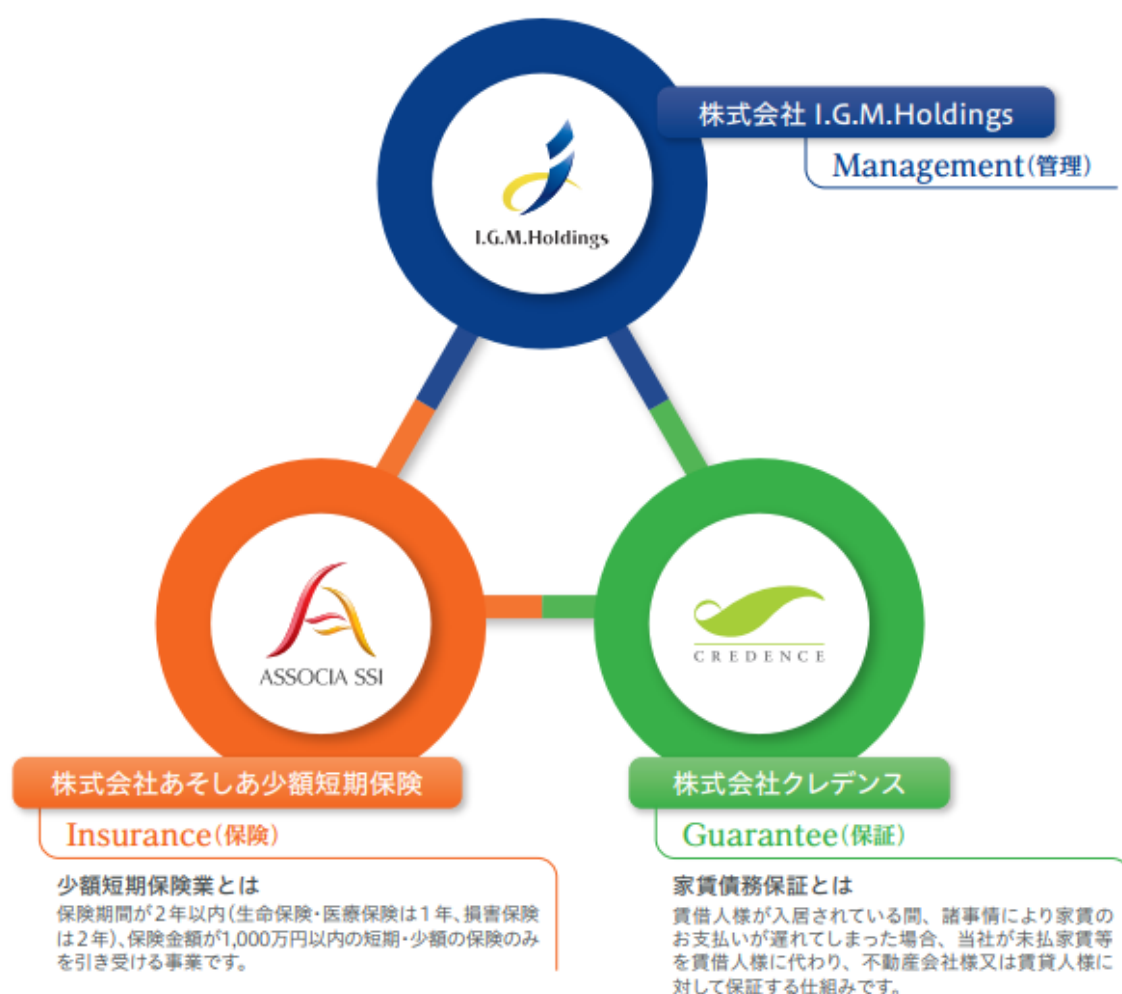 株式会社 I.G.M.Holdings
Management(管理)
I.G.M.Holdings
ASSOCIA SSI
CREDENCE
株式会社あそしあ少額短期保険
Insurance(保険)
少額短期保険業とは
保険期間が2年以内(生命保険・医療保険は1年、損害保険
は2年)、保険金額が1,000万円以内の短期・少額の保険のみ
を引き受ける事業です。
株式会社クレデンス
Guarantee(保証)
家賃債務保証とは
賃借人様が入居されている間、諸事情により家賃の
お支払いが遅れてしまった場合、当社が未払家賃等
を賃借人様に代わり、不動産会社様又は賃貸人様に
対して保証する仕組みです。